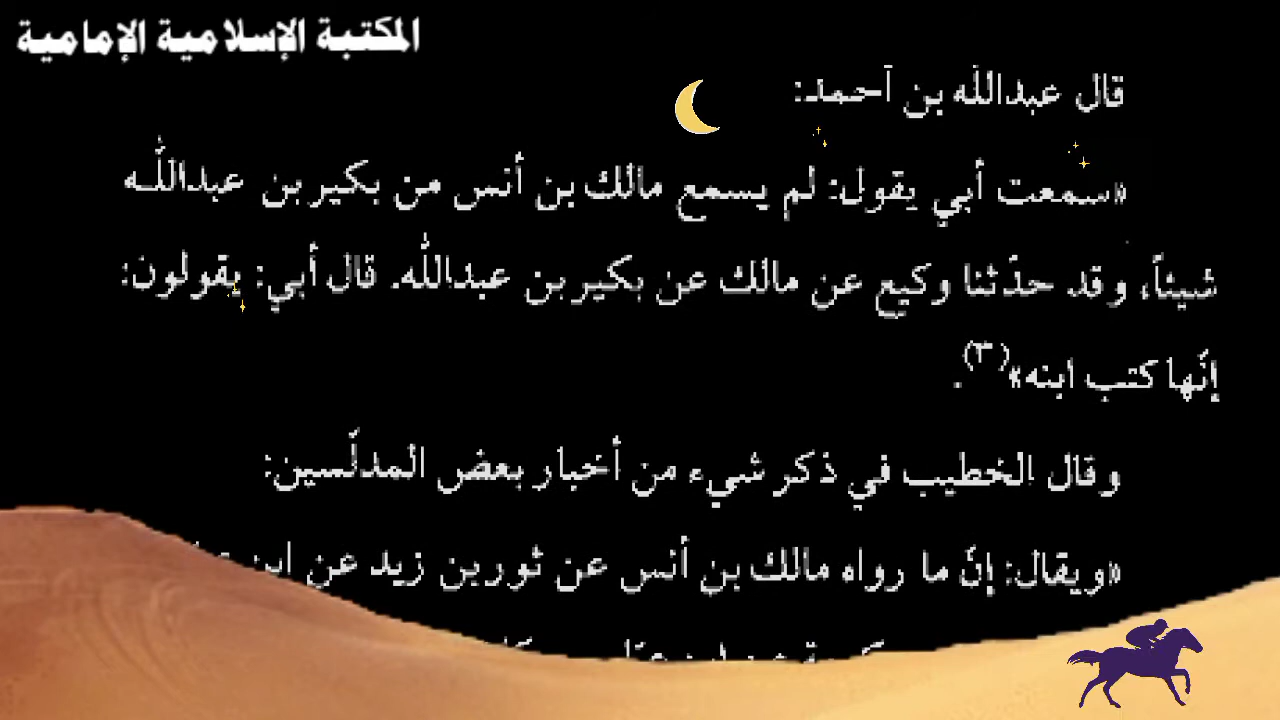 المكتبة الإسلامية الإمامية
قال عبدالله بن أحمد:
«سمعت أبي يقول: لم يسمع مالك بن أنس من بكير بن عبداللّه
شيئاً، وقد حدّثنا وكيع عن مالك عن بكير بن عبداللّه. قال أبي: يقولون:
إنّها كتب ابنه»(٣).
وقال الخطيب في ذكر شيء من أخبار بعض المدلّسين:
«ويقال: إنّ ما رواه مالك بن أنس عن ثور بن زيد عن ابن